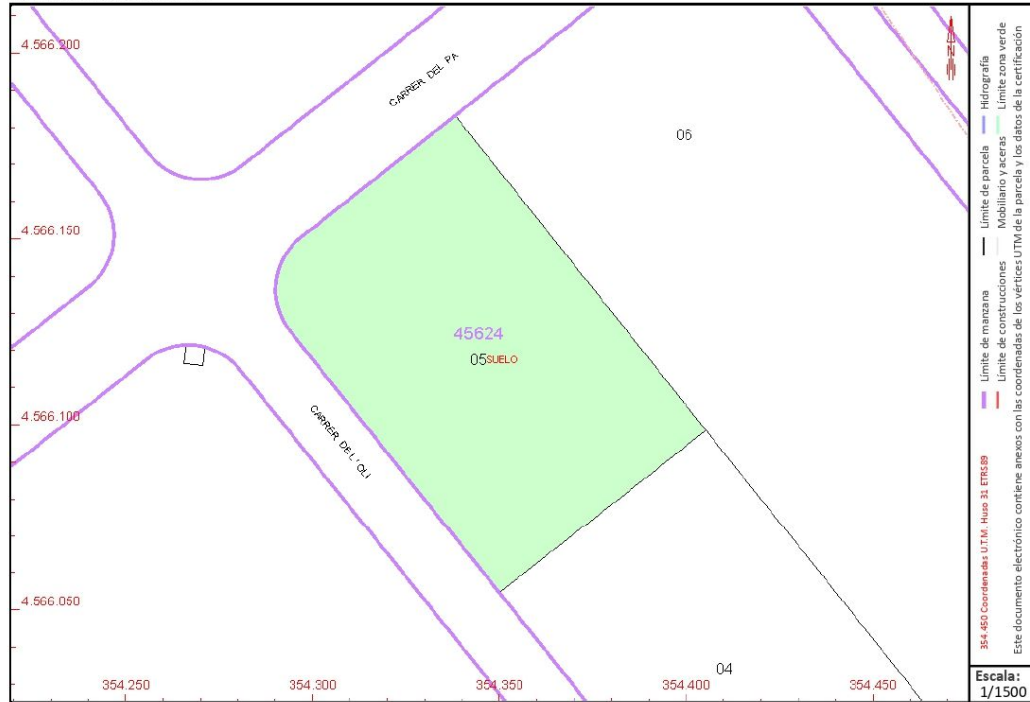 4.566.200
CARRER DEL PA
06
4.566.150
45624
05 SUELO
4.566.100
CARRER DE L'OLI
4.566.050
04
354.250
354.300
354.350
354.400
354.450
354.450 Coordenadas U.T.M. Huso 31 ETRS89
Límite de manzana
Límite de parcela
Hidrografía
Límite de construcciones
Mobiliario y aceras
Límite zona verde
Este documento electrónico contiene anexos con las coordenadas de los vértices UTM de la parcela y los datos de la certificación
Escala:
1/1500